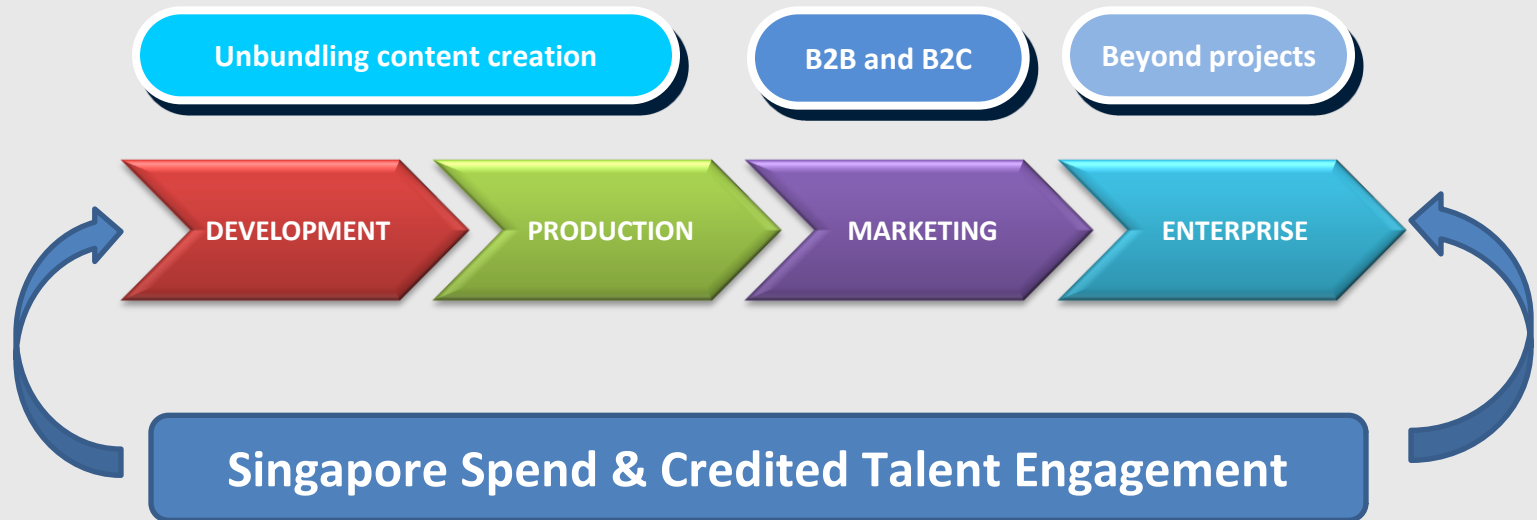 Unbundling content creation
B2B and B2C
Beyond projects
DEVELOPMENT
PRODUCTION
MARKETING
ENTERPRISE
Singapore Spend & Credited Talent Engagement